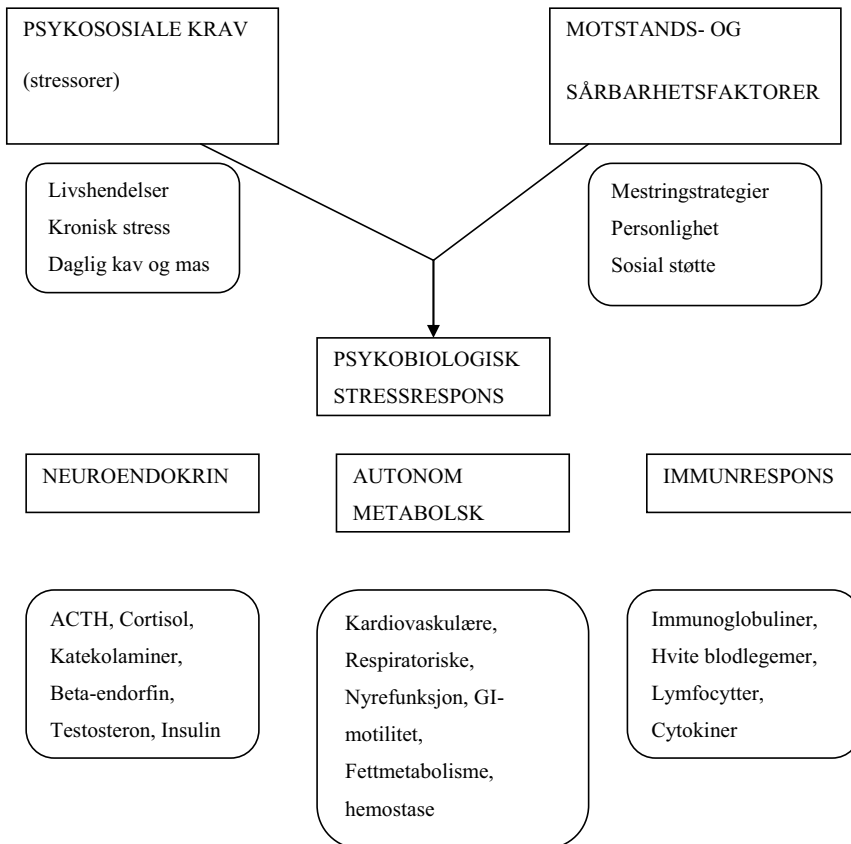 PSYKOSOSIALE KRAV
(stressorer)
MOTSTANDS- OG
SÅRBARHETSFAKTORER
Livshendelser
Kronisk stress
Daglig kav og mas
Mestringstrategier
Personlighet
Sosial støtte
PSYKOBIOLOGISK
STRESSRESPONS
NEUROENDOKRIN
AUTONOM
METABOLSK
IMMUNRESPONS
ACTH, Cortisol,
Katekolaminer,
Beta-endorfin,
Testosteron, Insulin
Kardiovaskulære,
Respiratoriske,
Nyrefunksjon, GI-
motilitet,
Fettmetabolisme,
hemostase
Immunoglobuliner,
Hvite blodlegemer,
Lymfocytter,
Cytokiner